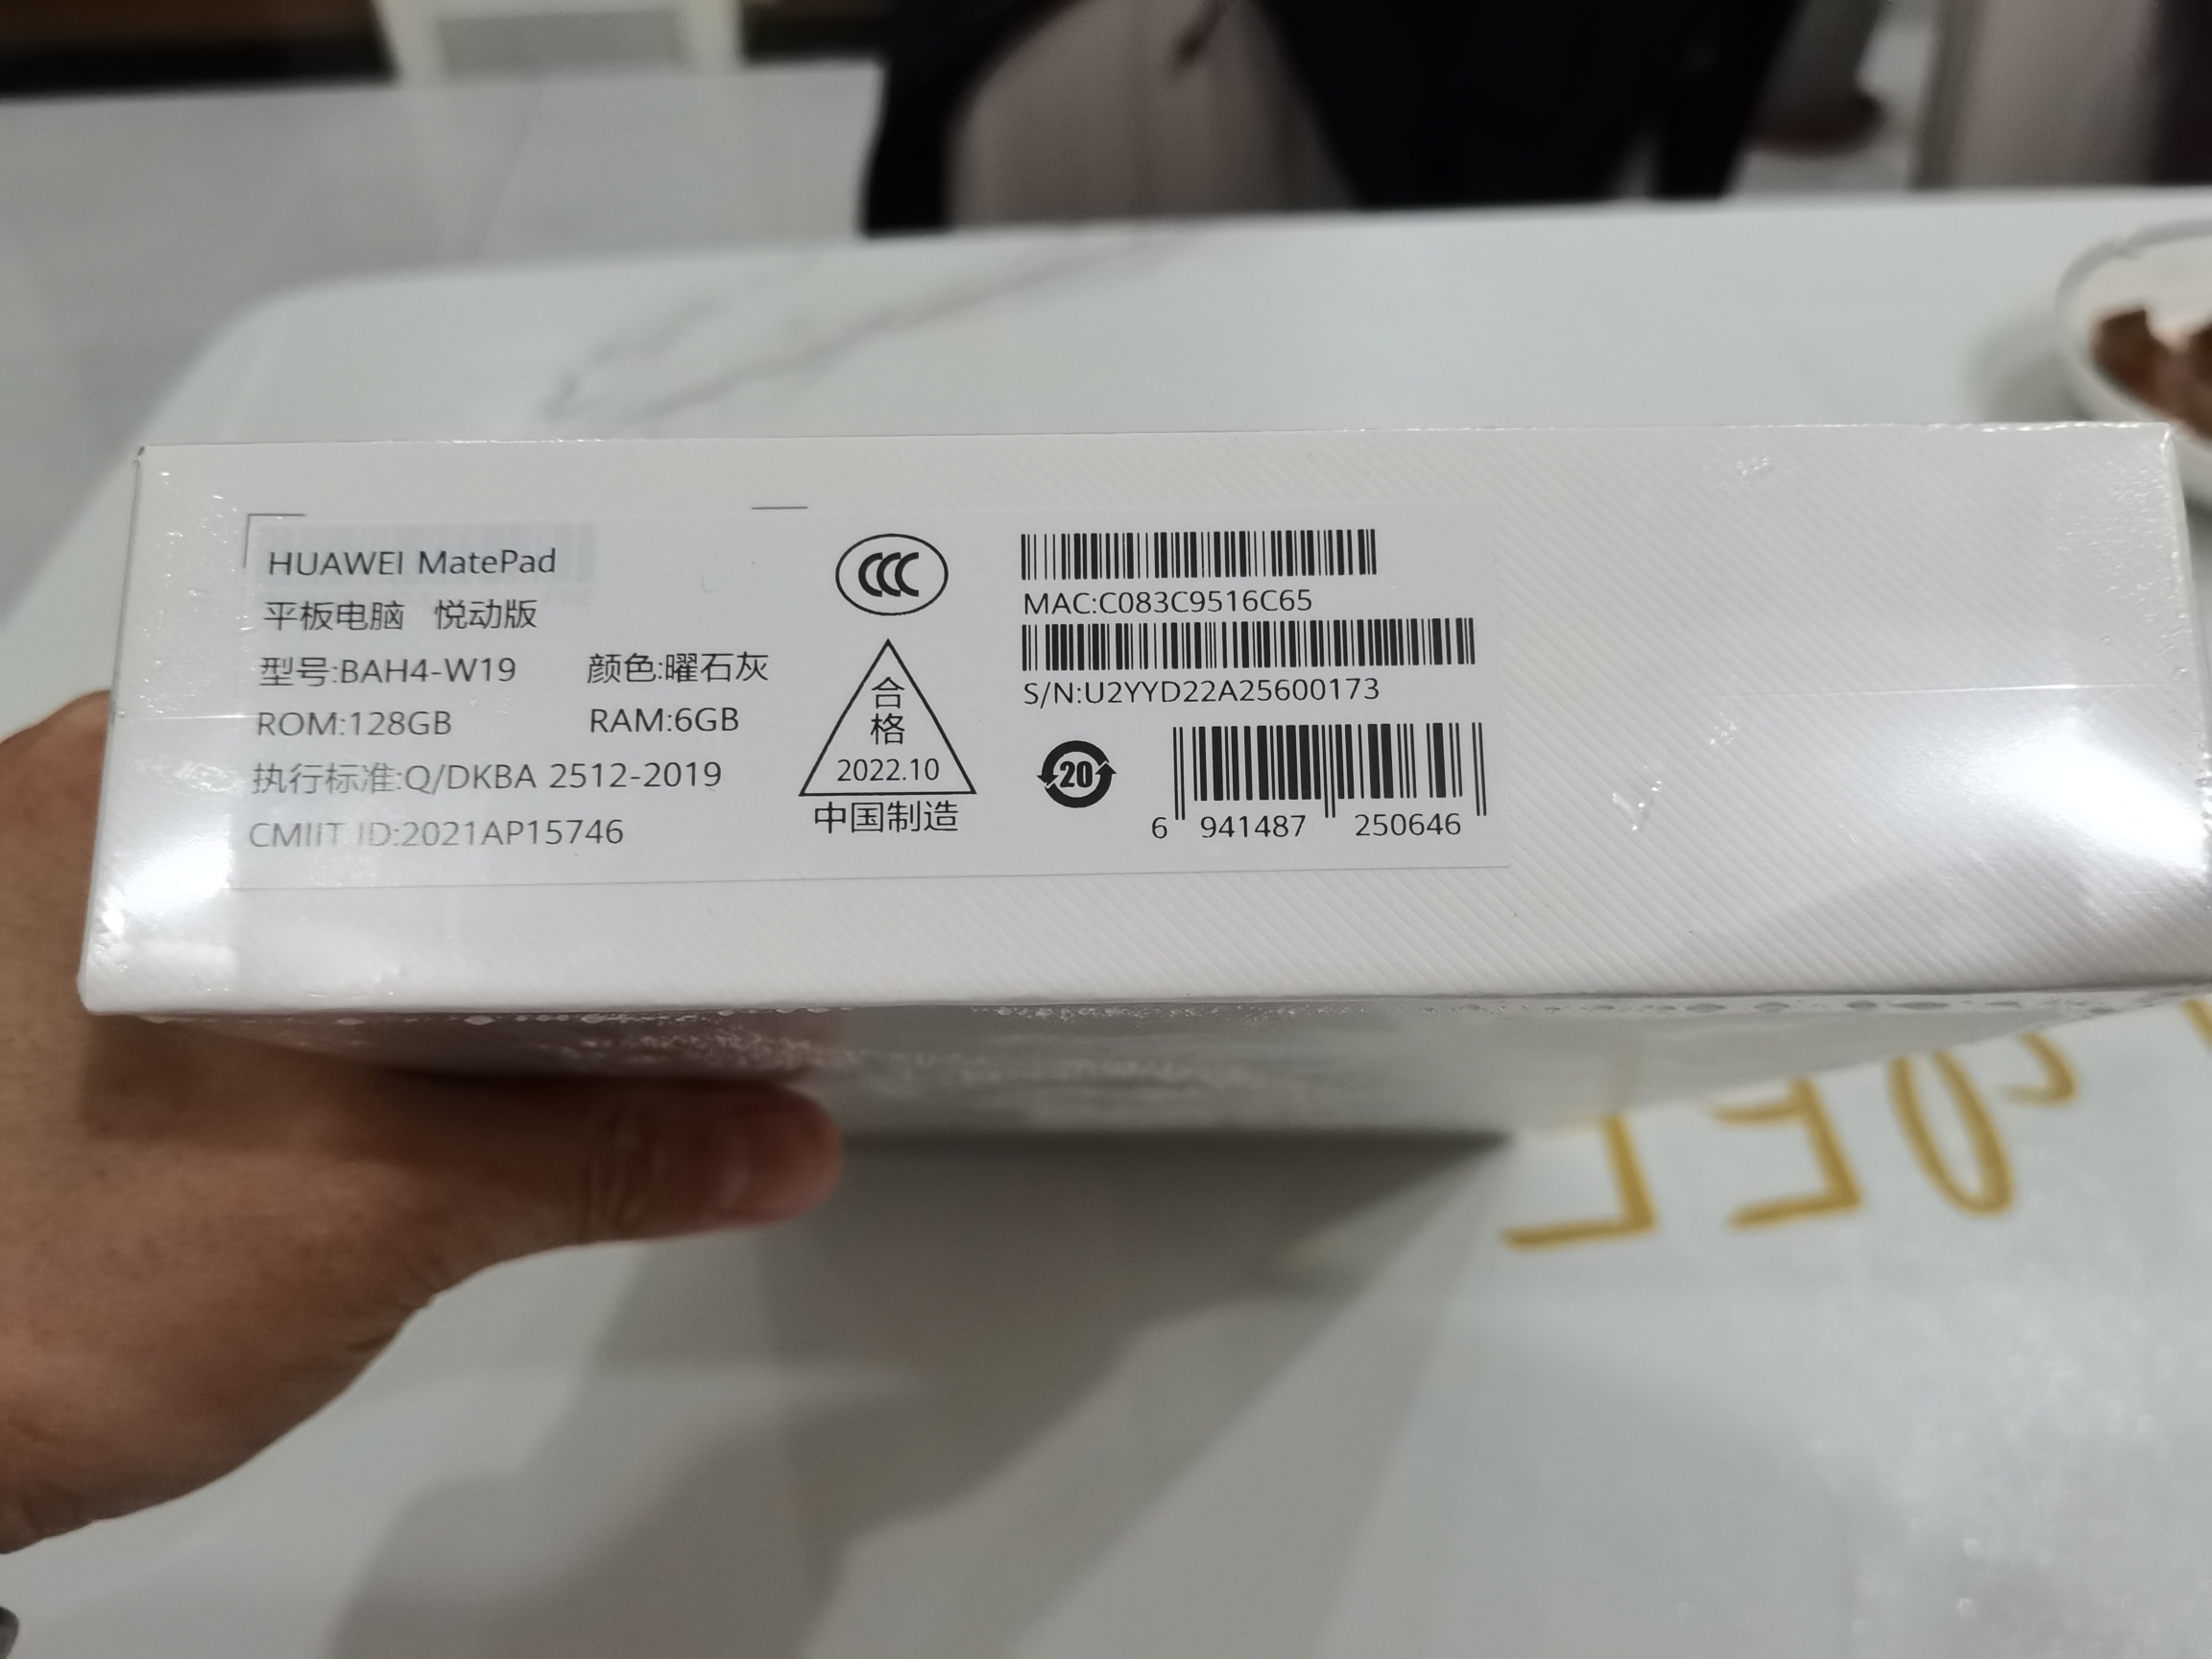 HUAWEI MatePad
平板电脑 悦动版
型号:BAH4-W19 颜色:曜石灰
ROM:128GB RAM:6GB
执行标准:Q/DKBA 2512-2019
CMIIT ID:2021AP15746
CCC
合
格
2022.10
中国制造
MAC:C083C9516C65
S/N:U2YYD22A25600173
20
6 941487 250646